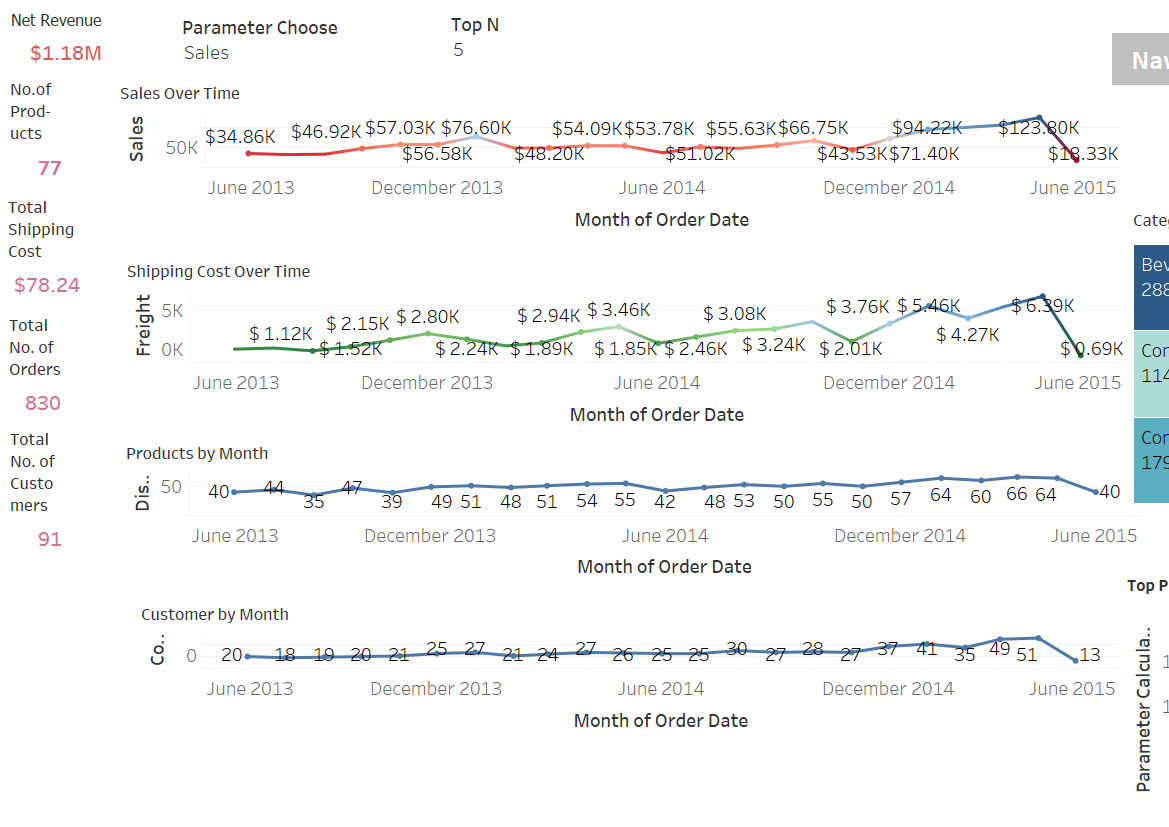 Net Revenue
$1.18M
No.of
Prod-
ucts
77
Total
Shipping
Cost
$78.24
Total
No. of
Orders
830
Total
No. of
Custo
mers
91
Parameter Choose
Sales
Top N
5
Nav
Sales Over Time
Sales
50K
$34.86K
$46.92K
$57.03K
$56.58K
$76.60K
$48.20K
$54.09K
$53.78K
$51.02K
$55.63K
$66.75K
$43.53K
$71.40K
$94.22K
$123.80K
$18.33K
June 2013
December 2013
June 2014
December 2014
June 2015
Month of Order Date
Shipping Cost Over Time
Freight
5K
0K
$ 1.12K
$ 1.52K
$ 2.15K
$ 2.80K
$ 2.24K
$ 1.89K
$ 2.94K
$ 3.46K
$ 1.85K
$ 2.46K
$ 3.08K
$ 3.24K
$ 2.01K
$ 3.76K
$ 5.46K
$ 4.27K
$ 6.39K
$ 0.69K
June 2013
December 2013
June 2014
December 2014
June 2015
Month of Order Date
Products by Month
Dis..
50
40
44
35
47
39
49
51
48
51
54
55
42
48
53
50
55
50
57
64
60
66
64
40
June 2013
December 2013
June 2014
December 2014
June 2015
Month of Order Date
Customer by Month
Co..
0
20
18
19
20
21
25
27
21
24
27
26
25
25
30
27
28
27
37
41
35
49
51
13
June 2013
December 2013
June 2014
December 2014
June 2015
Month of Order Date
Categ
Bev
288
Con
114
Con
179
Top P
Parameter Calcula..
1
1